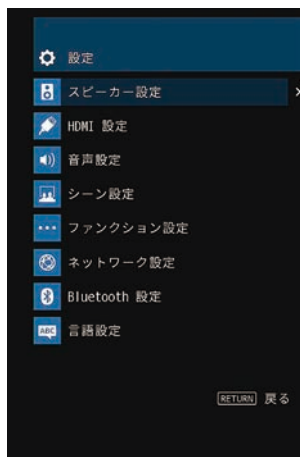 設定
スピーカー設定
HDMI 設定
音声設定
シーン設定
ファンクション設定
ネットワーク設定
Bluetooth 設定
ABC 言語設定
RETURN 戻る